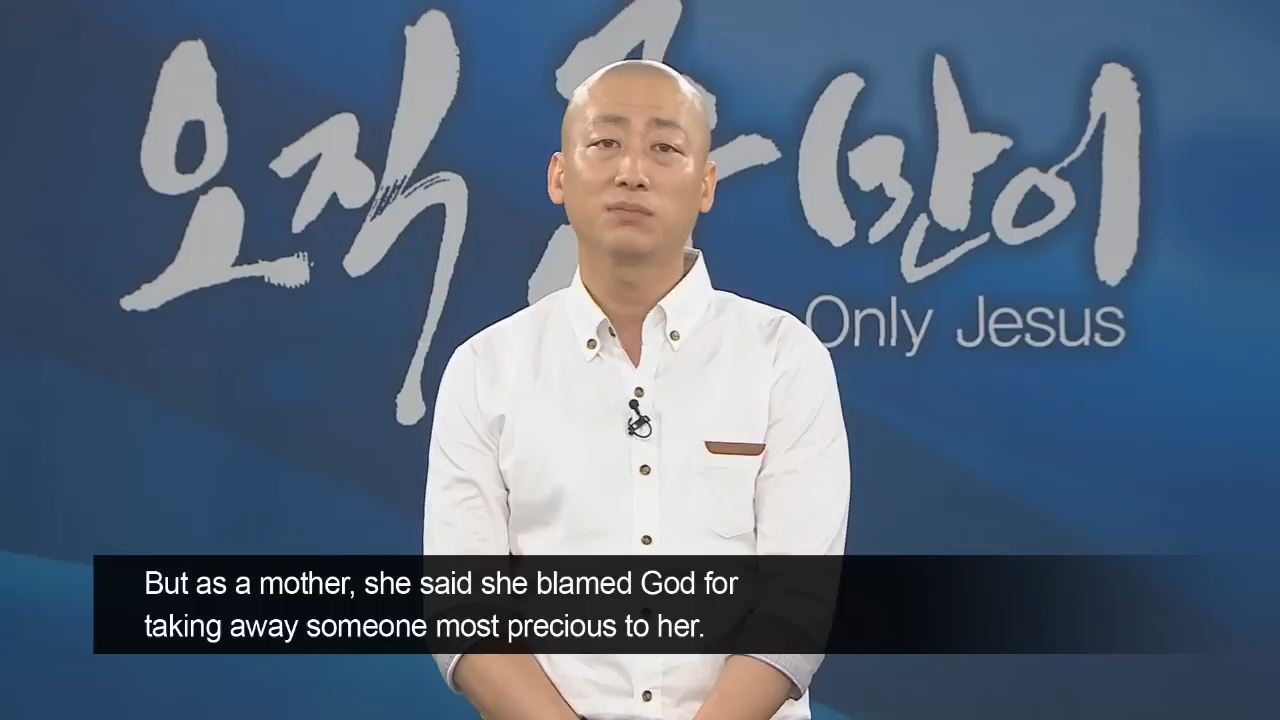 오직 주만이
Only Jesus
But as a mother, she said she blamed God for
taking away someone most precious to her.